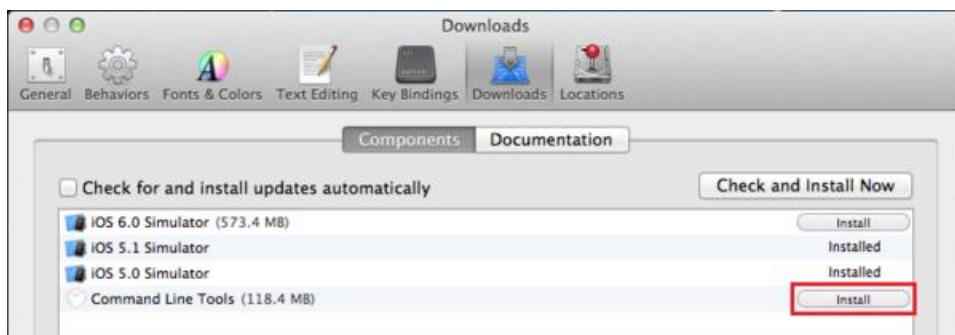 Downloads
General Behaviors Fonts & Colors Text Editing Key Bindings Downloads Locations
Components Documentation
Check for and install updates automatically Check and Install Now
iOS 6.0 Simulator (573.4 MB) Install
iOS 5.1 Simulator Installed
iOS 5.0 Simulator Installed
Command Line Tools (118.4 MB) Install